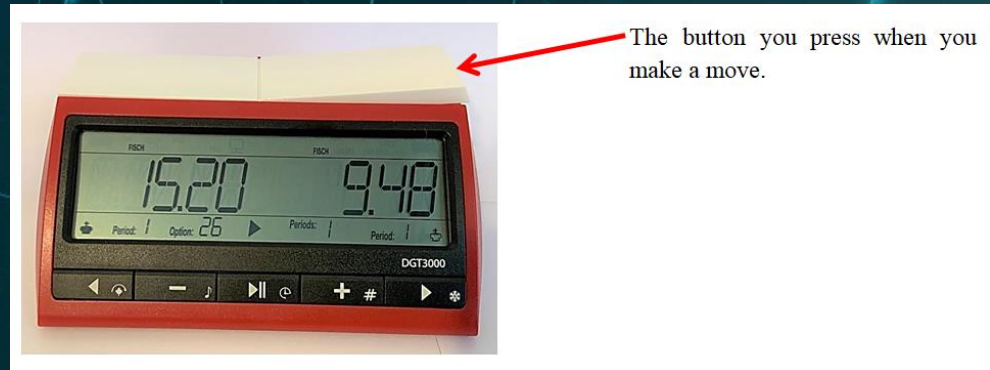 The button you press when you
make a move.
FISCH FISCH
15.20 9.48
Period: 1 Option: 26 Periods: 1 Period: 1
DGT3000
#